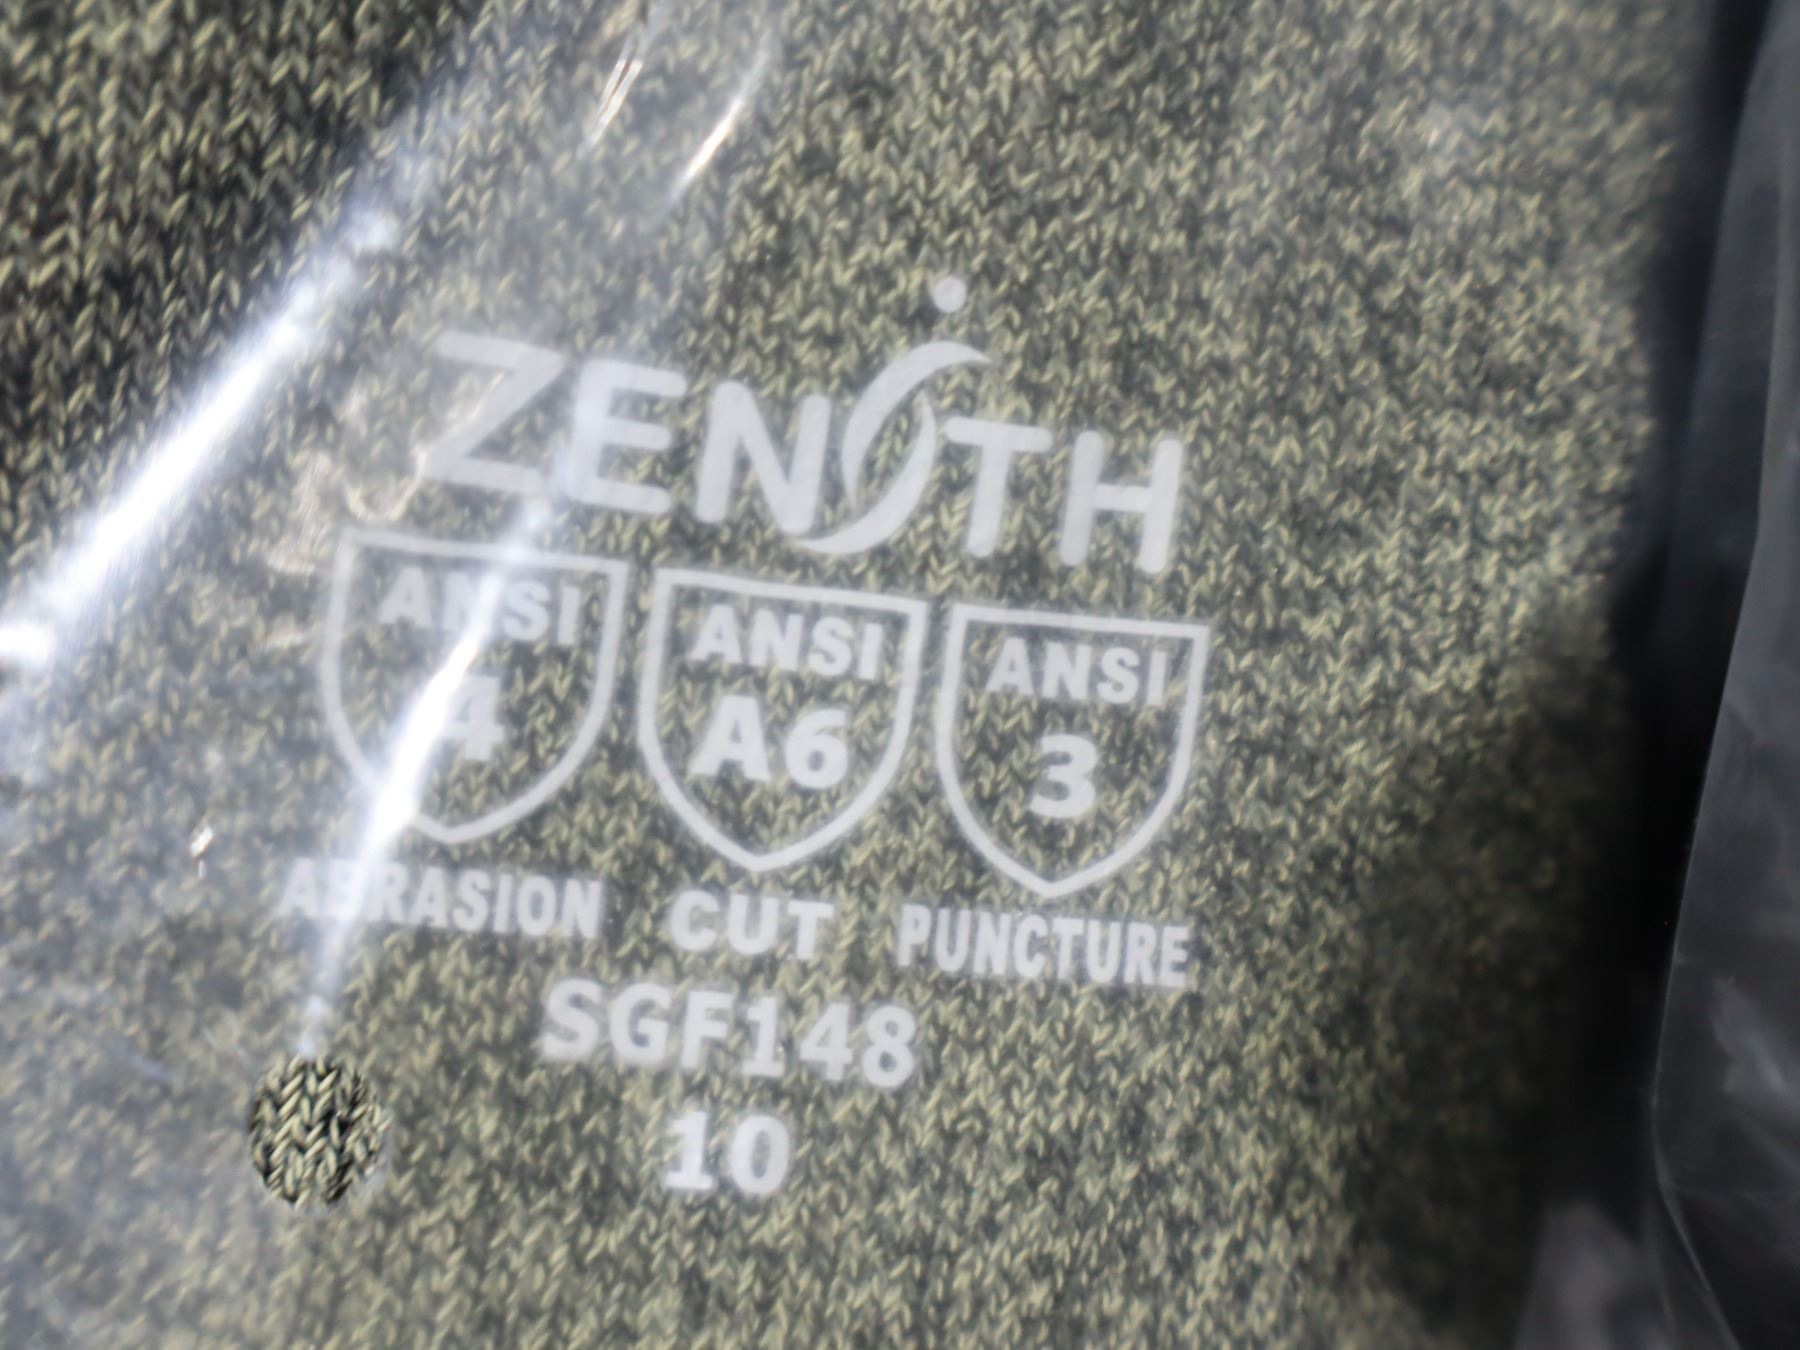 ZENITH
ANSI ANSI ANSI
4 A6 3
ABRASION CUT PUNCTURE
SGF148
10